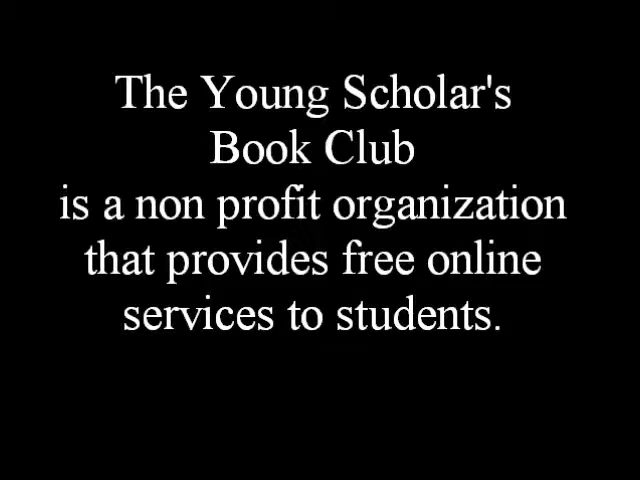 The Young Scholar's
Book Club
is a non profit organization
that provides free online
services to students.